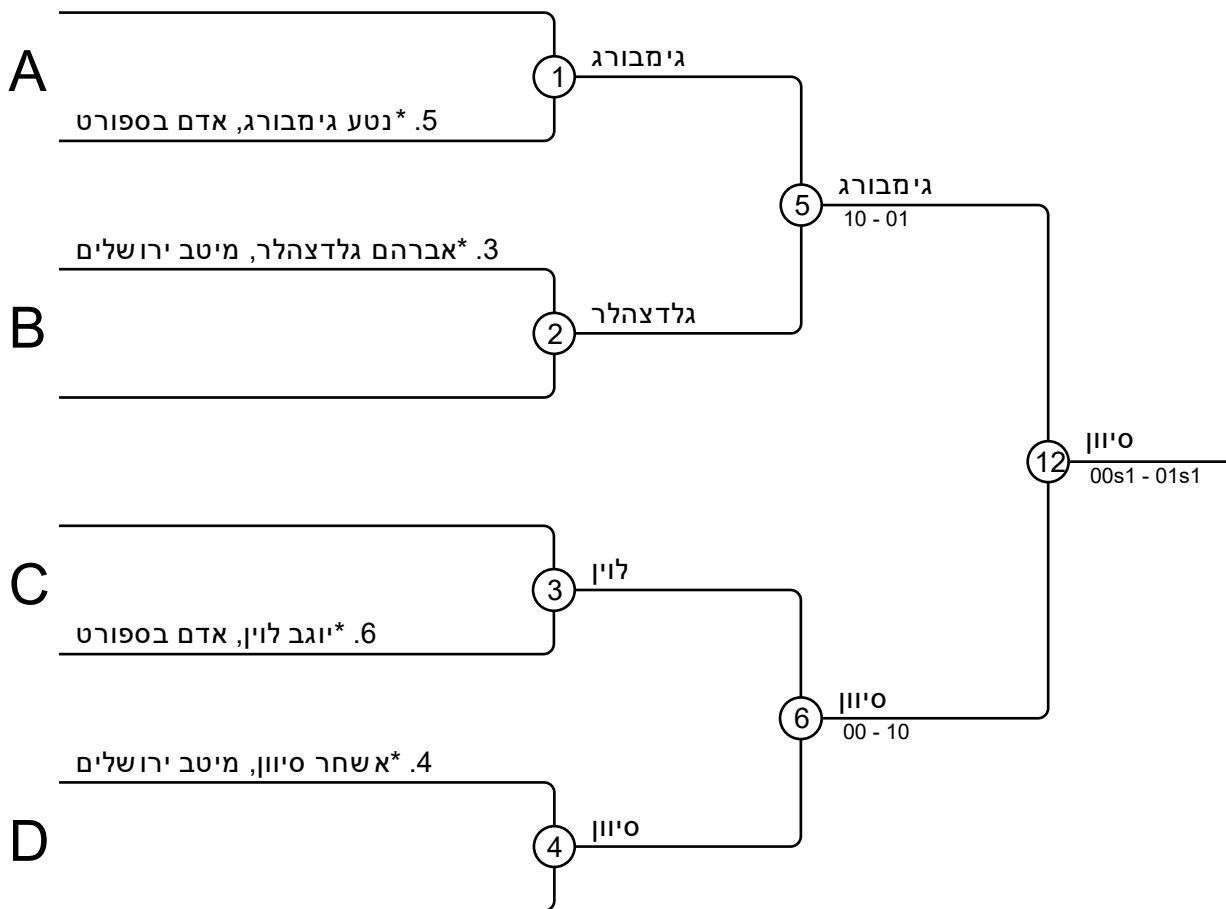 A
1
גימבורג
5. *נטע גימבורג, אדם בספורט
5
גימבורג
10 - 01
3. *אברהם גלדצהלר, מיטב ירושלים
B
2
גלדצהלר
12
סיוון
00s1 - 01s1
C
3
לוין
6. *יוגב לוין, אדם בספורט
6
סיוון
00 - 10
4. *אשחר סיוון, מיטב ירושלים
D
4
סיוון